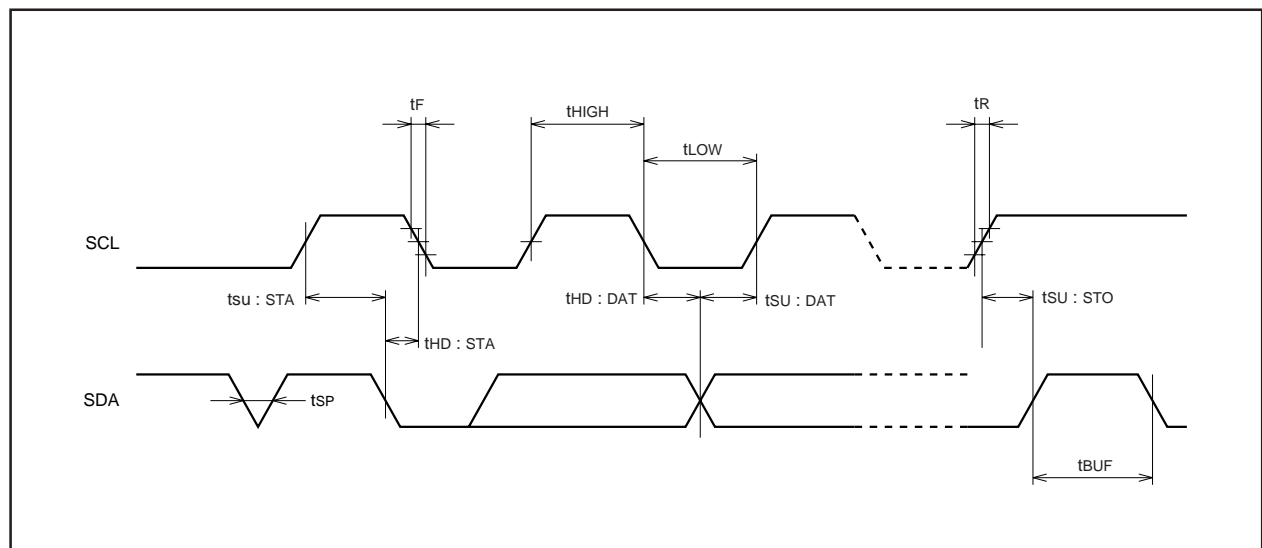 tF
tHIGH
tR
tLOW
SCL
tsu : STA
tHD : DAT
tSU : DAT
tSU : STO
tHD : STA
SDA
tSP
tBUF